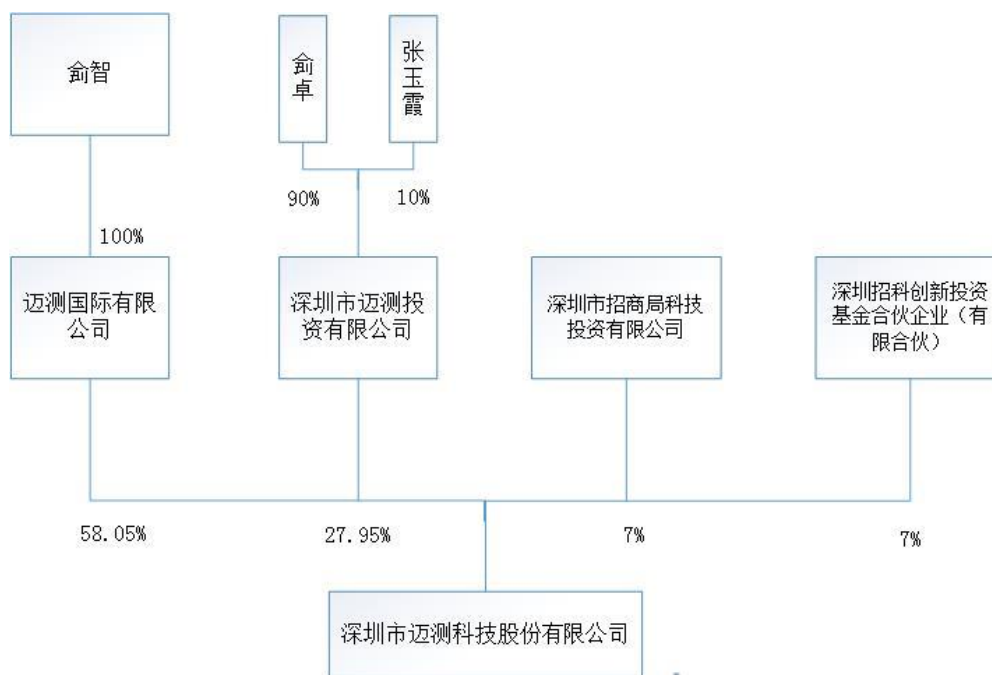 俞智
俞
卓
张
玉
霞
90%
10%
100%
迈测国际有限
公司
深圳市迈测投
资有限公司
深圳市招商局科技
投资有限公司
深圳招科创新投资
基金合伙企业（有
限合伙）
58.05%
27.95%
7%
7%
深圳市迈测科技股份有限公司